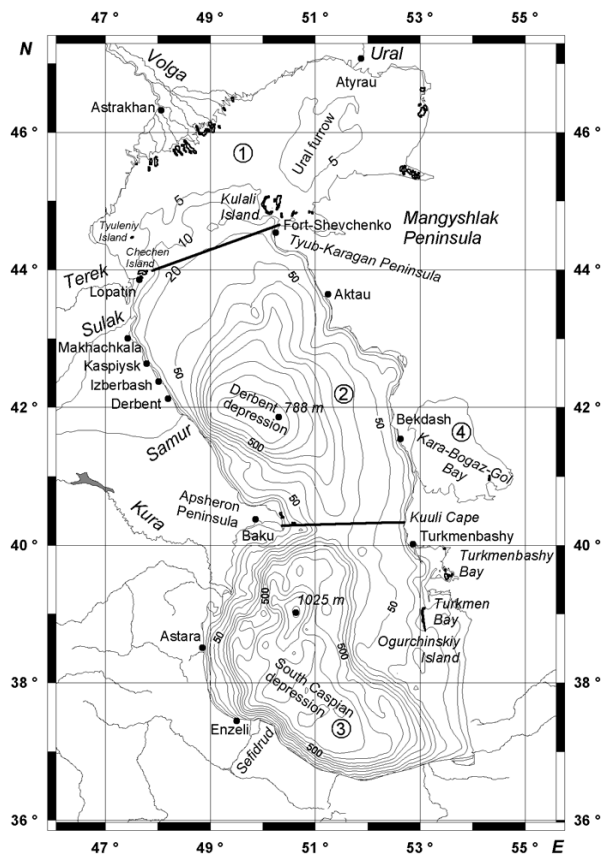 47 °
49 °
51 °
53 °
55 °
N
Volga
Ural
Atyrau
Astrakhan
46 °
46 °
Ural furrow
①
5
5
Kulali
Island
Mangyshlak
Peninsula
Tyuleniy
Island
10
Fort-Shevchenko
Tyub-Karagan Peninsula
Chechen
Island
20
44 °
44 °
Terek
Lopatin
50
Aktau
Sulak
Makhachkala
Kaspiysk
Izberbash
Derbent
50
②
Derbent
depression
788 m
42 °
42 °
500
Samur
Bekdash
④
Kara-Bogaz-Gol
Bay
50
50
Kura
Apsheron
Peninsula
Baku
Kuuli Cape
Turkmenbashy
40 °
40 °
Turkmenbashy
Bay
500
1025 m
50
Turkmen
Bay
Ogurchinskiy
Island
Astara
50
500
38 °
38 °
South Caspian
depression
③
Enzeli
Sefidrud
500
36 °
36 °
47 °
49 °
51 °
53 °
55 °
E